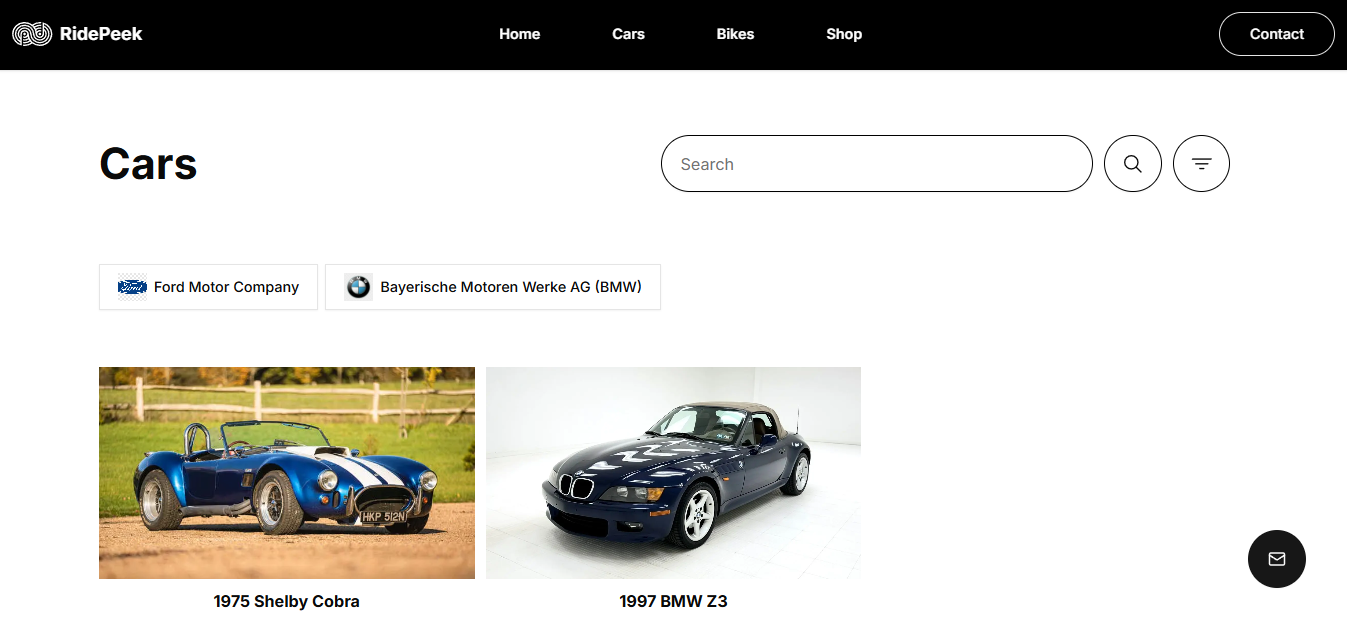 RidePeek
Home
Cars
Bikes
Shop
Contact
Cars
Search
Ford
Ford Motor Company
Bayerische Motoren Werke AG (BMW)
HKP 512N
1975 Shelby Cobra
1997 BMW Z3